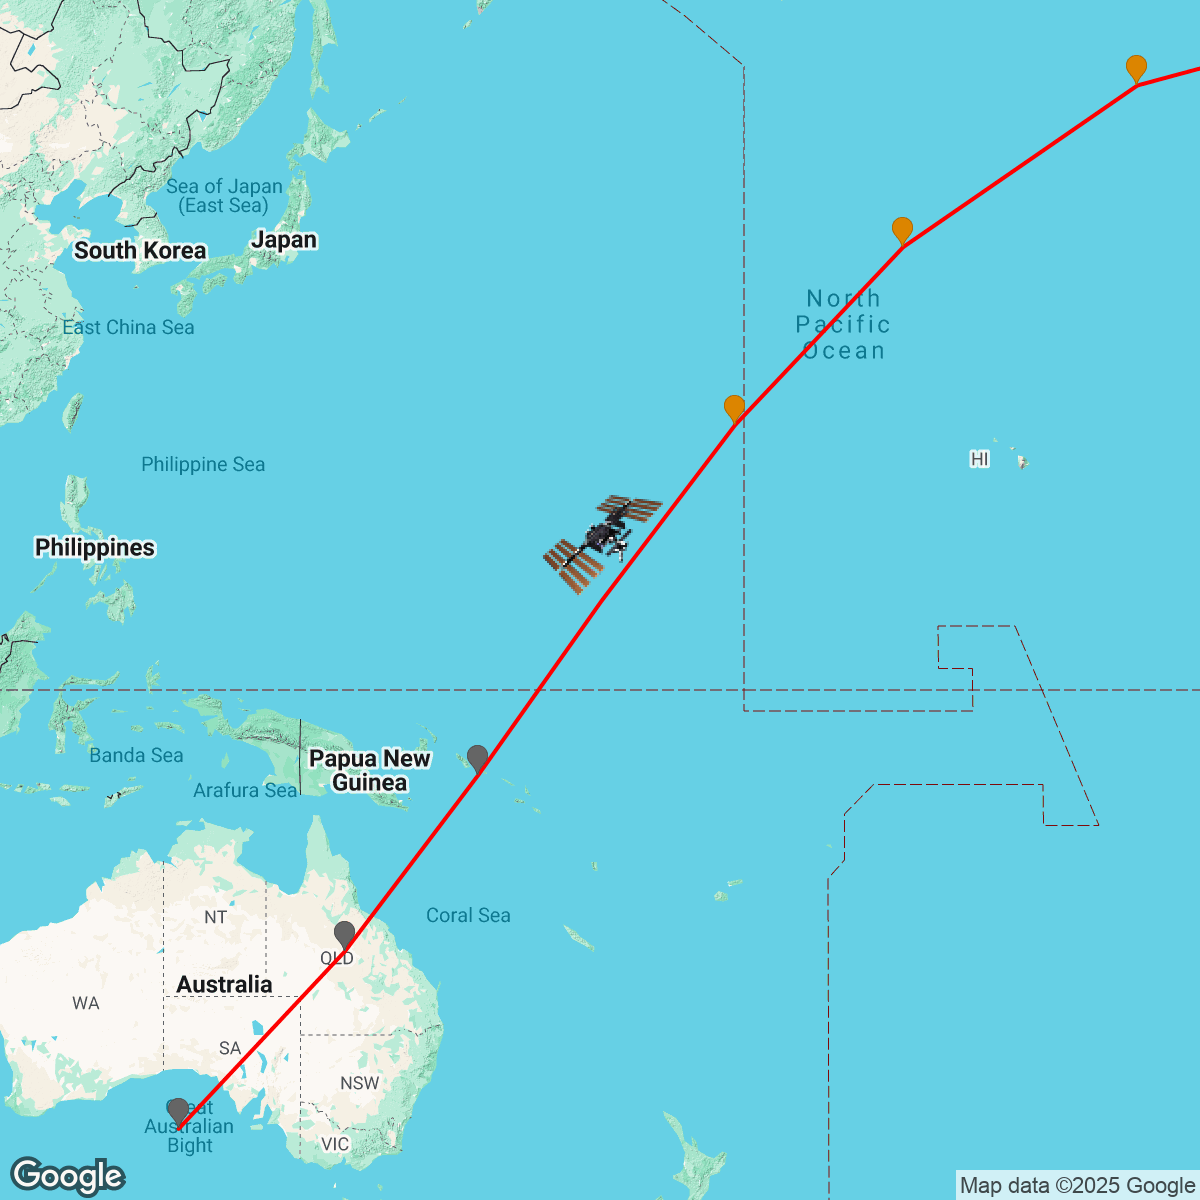 Sea of Japan
(East Sea)
South Korea
Japan
North
Pacific
Ocean
East China Sea
Philippine Sea
HI
Philippines
Banda Sea
Papua New
Guinea
Arafura Sea
NT
Coral Sea
QLD
Australia
WA
SA
NSW
Great
Australian
Bight
VIC
Google
Map data ©2025 Google